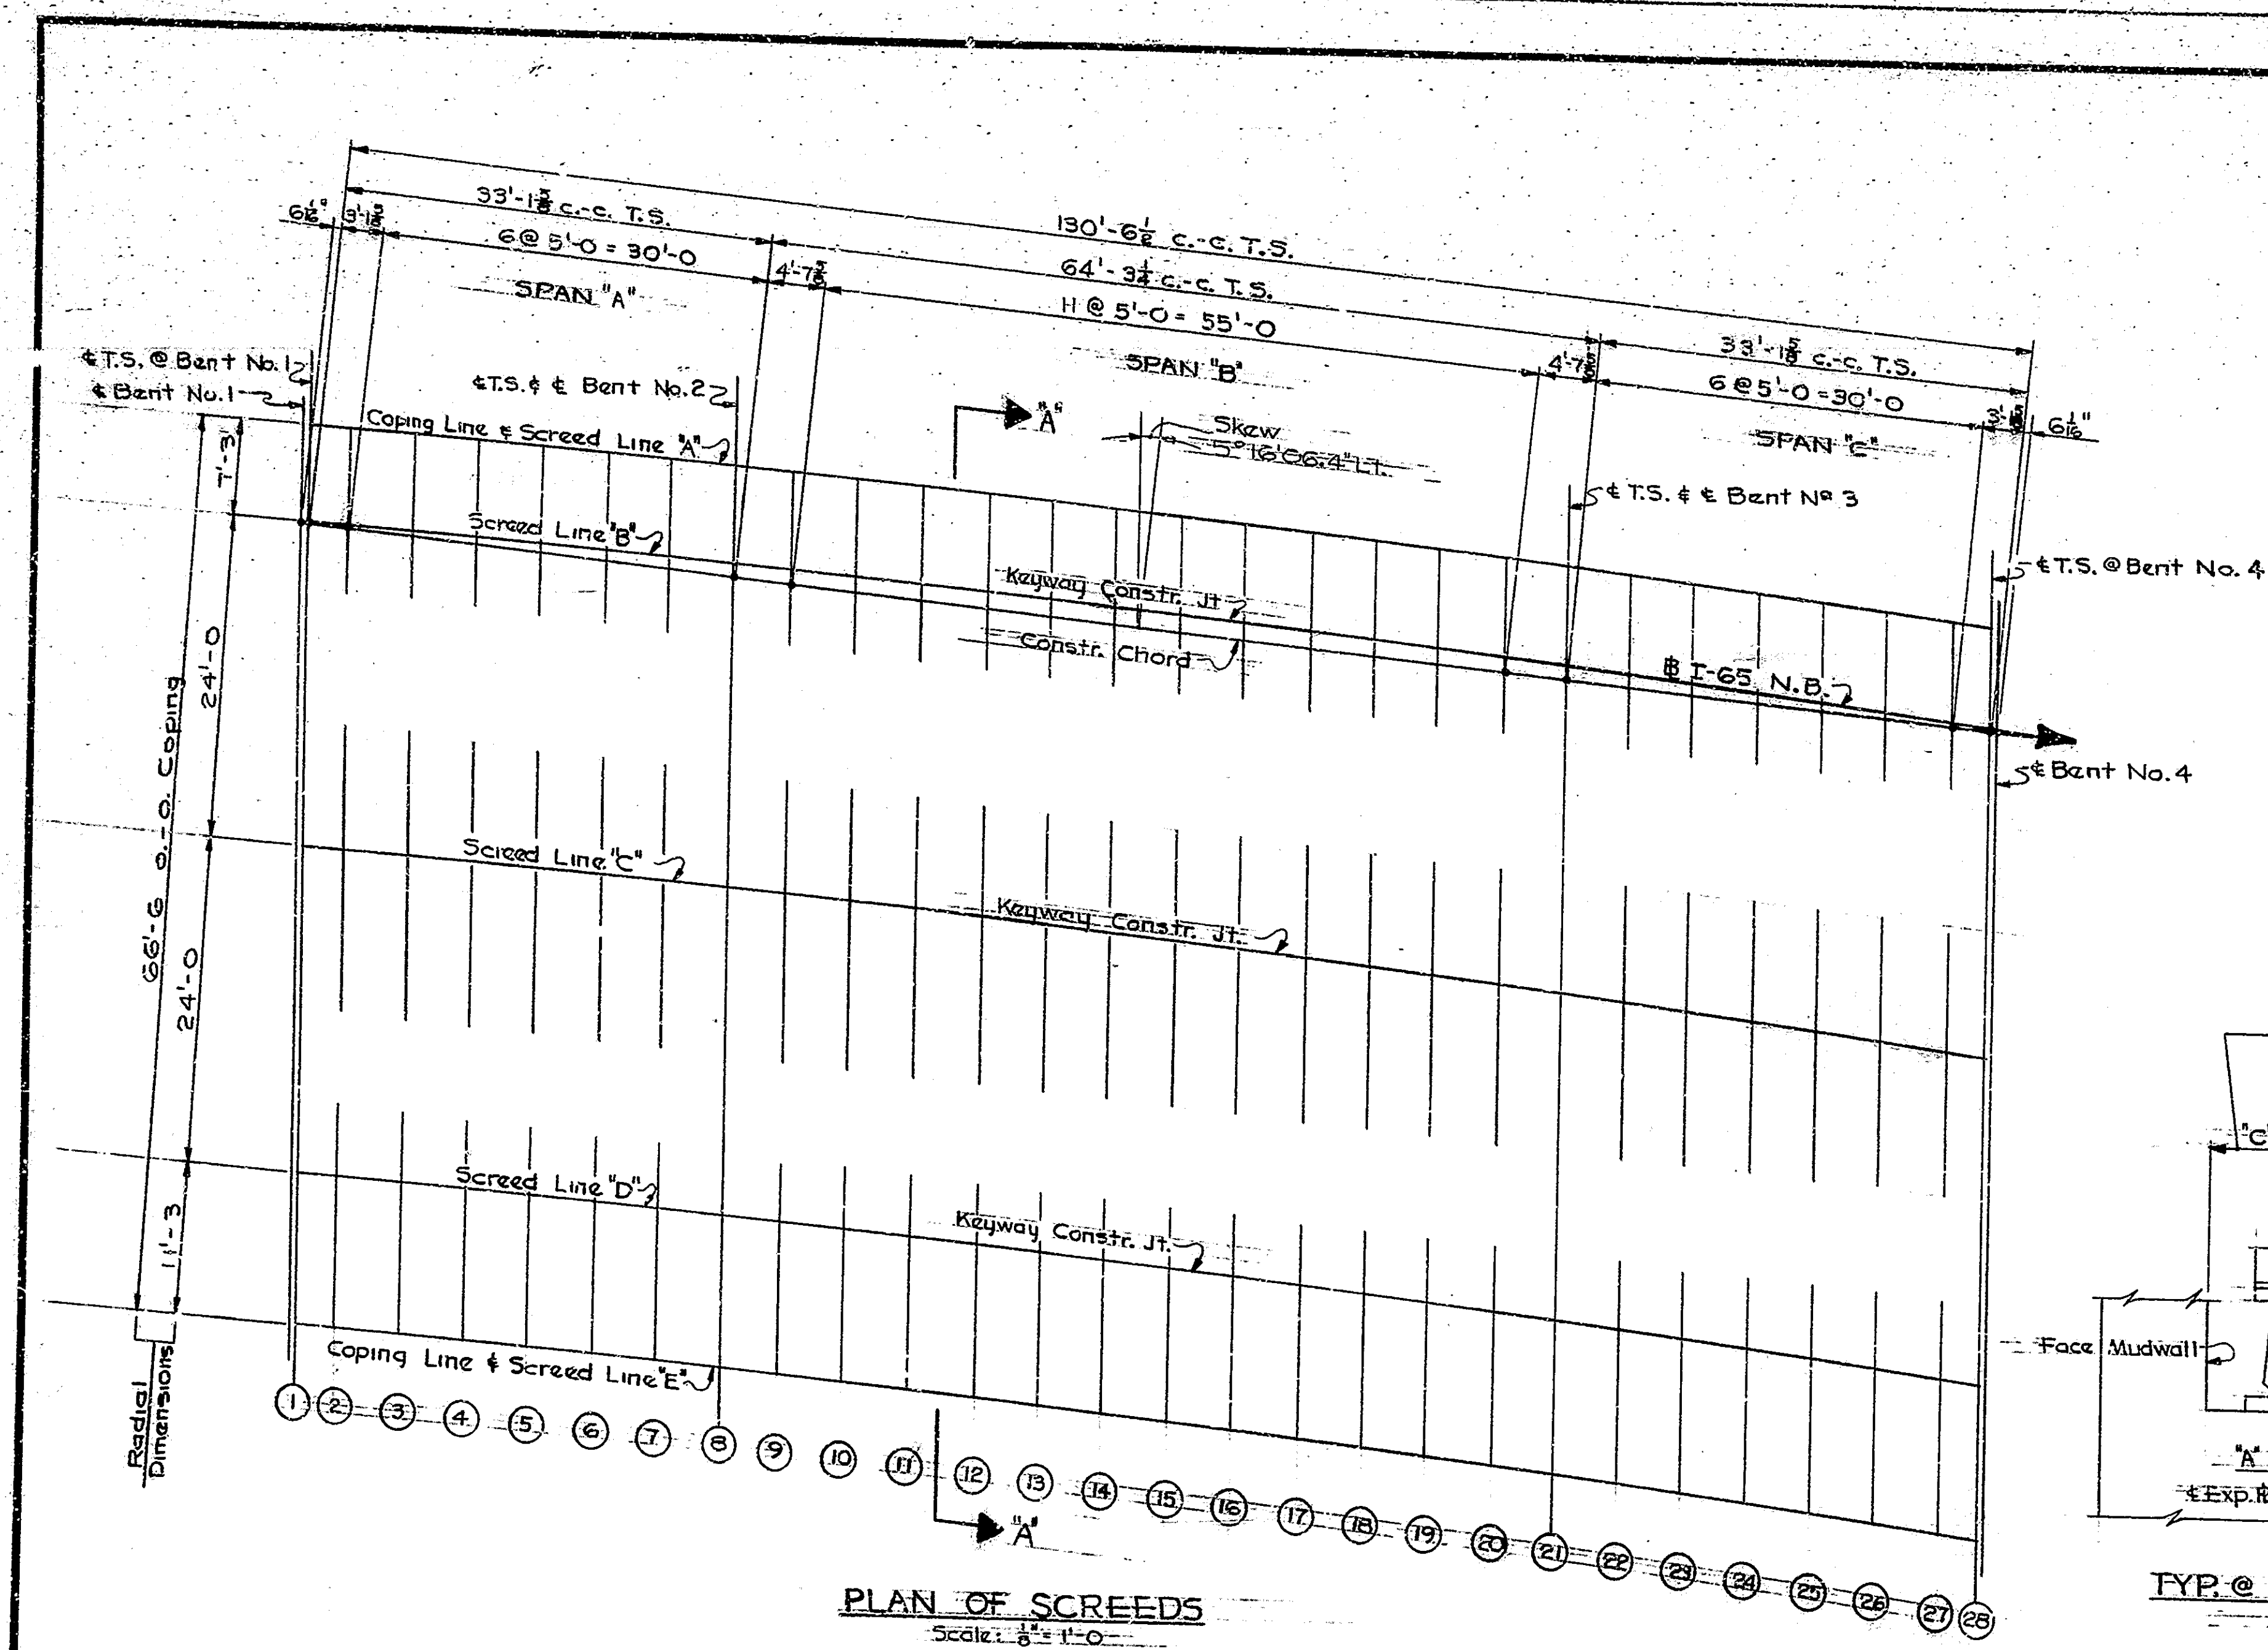 130'-6½ c.-c. T.S.
33'-1⅝ c.-c. T.S.
64'-3¼ c.-c. T.S.
33'-1⅝ c.-c. T.S.
6 1/16"
3'-1⅝
6 @ 5'-0 = 30'-0
4'-7⅝
11 @ 5'-0 = 55'-0
4'-7⅝
6 @ 5'-0 = 30'-0
3'-1⅝
6 1/16"
SPAN "A"
SPAN "B"
SPAN "C"
℄ T.S. @ Bent No. 1
℄ Bent No. 1
℄ T.S. & ℄ Bent No. 2
"A"
Skew
5° 16' 06.4" Lt.
℄ T.S. & ℄ Bent Nº 3
℄ T.S. @ Bent No. 4
℄ Bent No. 4
Coping Line & Screed Line "A"
Screed Line "B"
Keyway Constr. Jt
Constr. Chord
I-65 N.B.
7'-3
24'-0
24'-0
11'-3
66'-6 o.-o. Coping
Radial
Dimensions
Screed Line "C"
Keyway Constr. Jt.
Screed Line "D"
Keyway Constr. Jt.
Coping Line & Screed Line "E"
1 2 3 4 5 6 7 8 9 10 11 12 13 14 15 16 17 18 19 20 21 22 23 24 25 26 27 28
"A"
PLAN OF SCREEDS
Scale: ⅛" = 1'-0
"C"
Face Mudwall
"A"
℄ Exp.
TYP. @